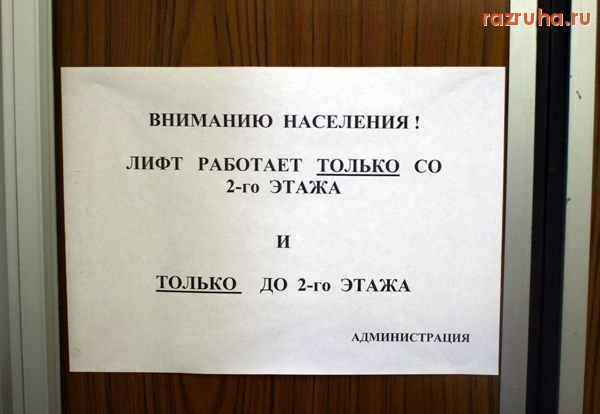 razruha.ru
ВНИМАНИЮ НАСЕЛЕНИЯ !
ЛИФТ РАБОТАЕТ ТОЛЬКО СО
2-го ЭТАЖА
И
ТОЛЬКО ДО 2-го ЭТАЖА
АДМИНИСТРАЦИЯ